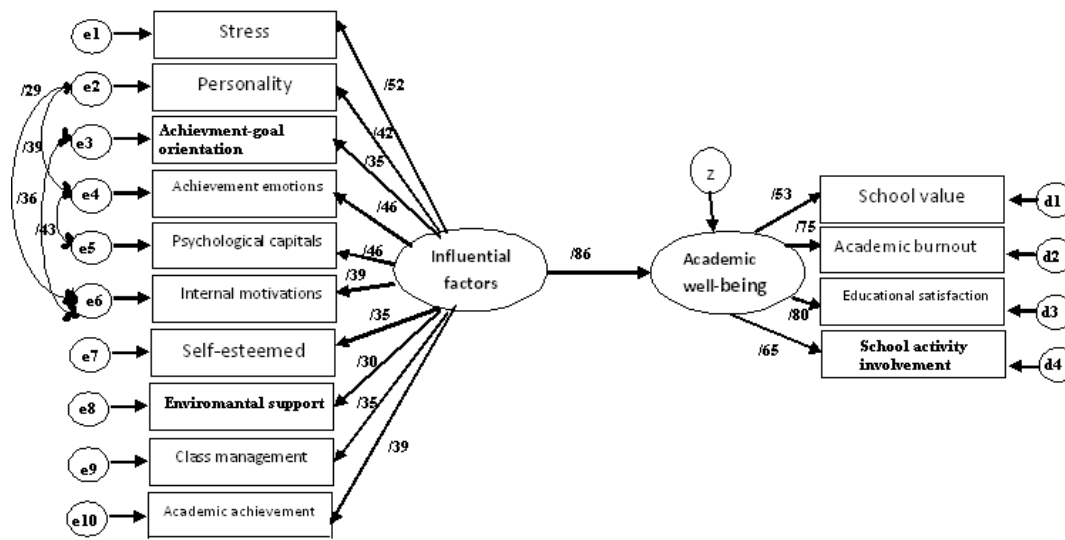 e1
Stress
e2
Personality
e3
Achievment-goal
orientation
e4
Achievement emotions
e5
Psychological capitals
e6
Internal motivations
e7
Self-esteemed
e8
Enviromantal support
e9
Class management
e10
Academic achievement
/29
/39
/36
/43
/52
/42
/35
/46
/46
/39
/35
/30
/35
/39
Influential
factors
/86
z
Academic
well-being
/53
/75
/80
/65
School value
d1
Academic burnout
d2
Educational satisfaction
d3
School activity
involvement
d4